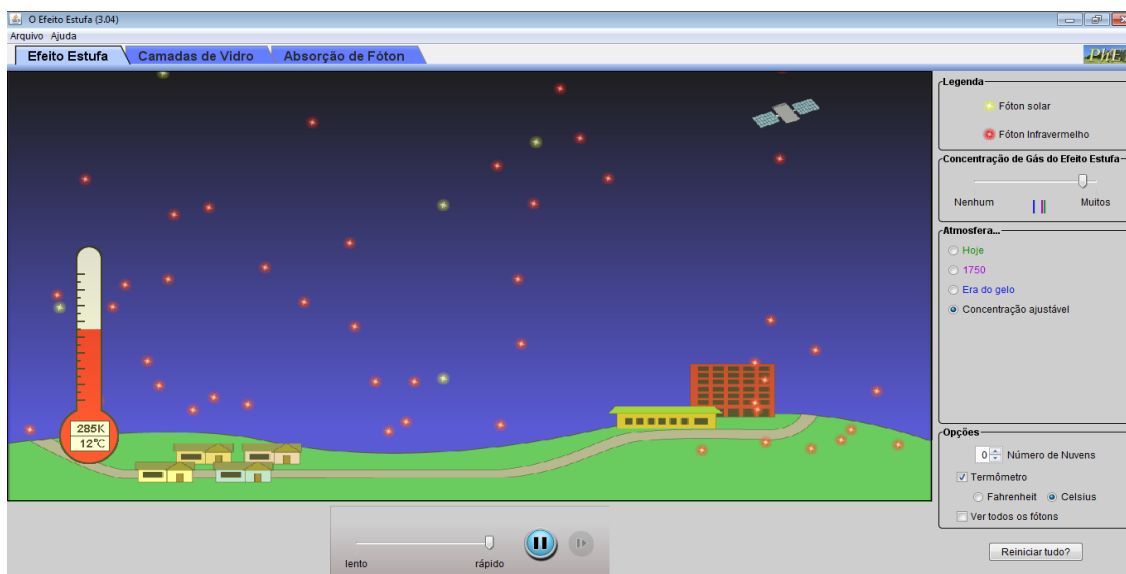 O Efeito Estufa (3.04)
Arquivo Ajuda
Efeito Estufa Camadas de Vidro Absorção de Fóton
PhET
Legenda
Fóton solar
Fóton Infravermelho
Concentração de Gás do Efeito Estufa
Nenhum Muitos
Atmosfera...
Hoje
1750
Era do gelo
Concentração ajustável
285K
12°C
Opções
0 Número de Nuvens
Termômetro
Fahrenheit Celsius
Ver todos os fótons
Reiniciar tudo?
lento rápido